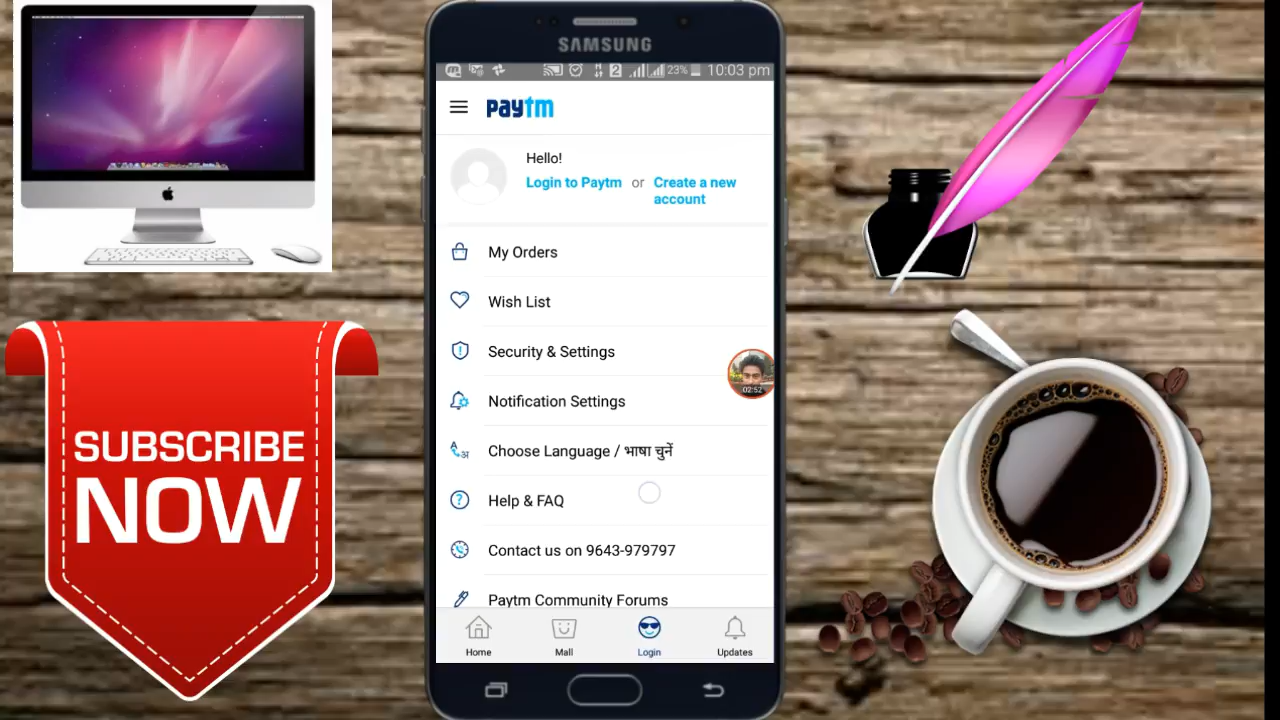 SAMSUNG
2 23% 10:03 pm
paytm
Hello!
Login to Paytm or Create a new
account
My Orders
Wish List
Security & Settings
02:52
Notification Settings
Choose Language / भाषा चुनें
Help & FAQ
Contact us on 9643-979797
Paytm Community Forums
Home Mall Login Updates
SUBSCRIBE
NOW